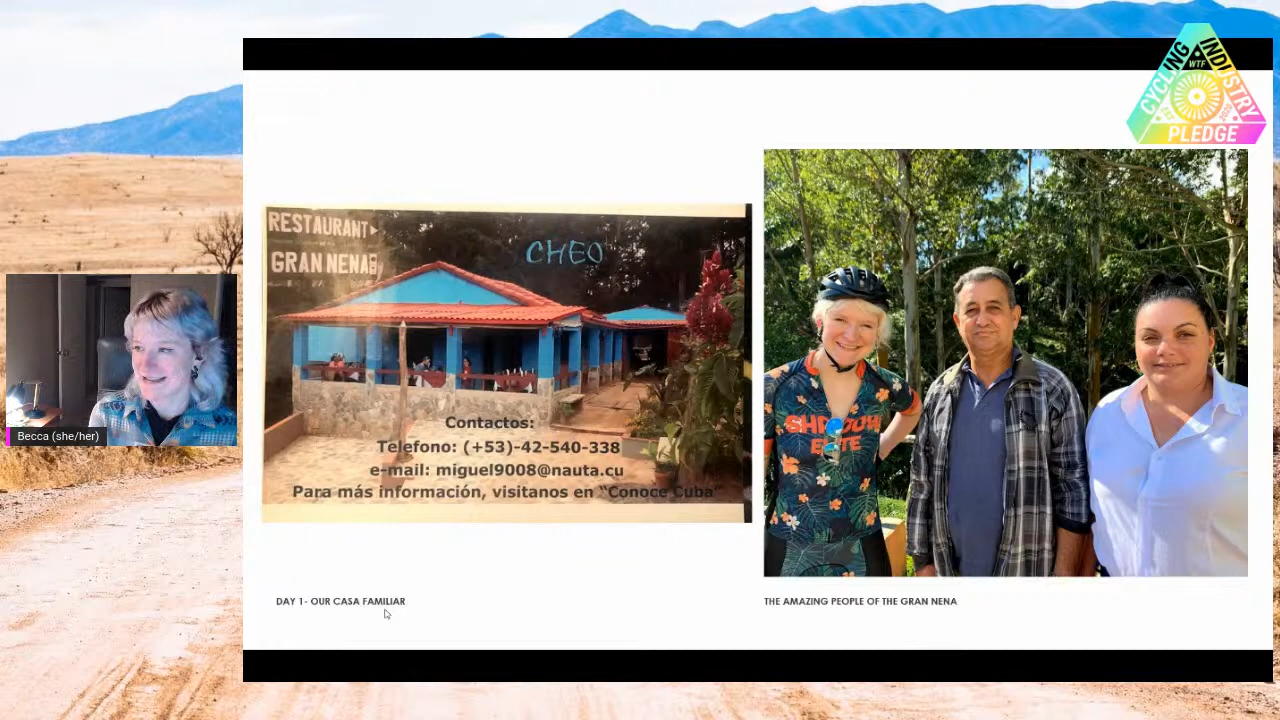 CYCLING
INDUSTRY
WTF
PLEDGE
RESTAURANT
GRAN NENA
CHEO
Contactos:
Telefono: (+53)-42-540-338
e-mail: miguel9008@nauta.cu
Para más información, visitanos en "Conoce Cuba"
Becca (she/her)
DAY 1- OUR CASA FAMILIAR
THE AMAZING PEOPLE OF THE GRAN NENA